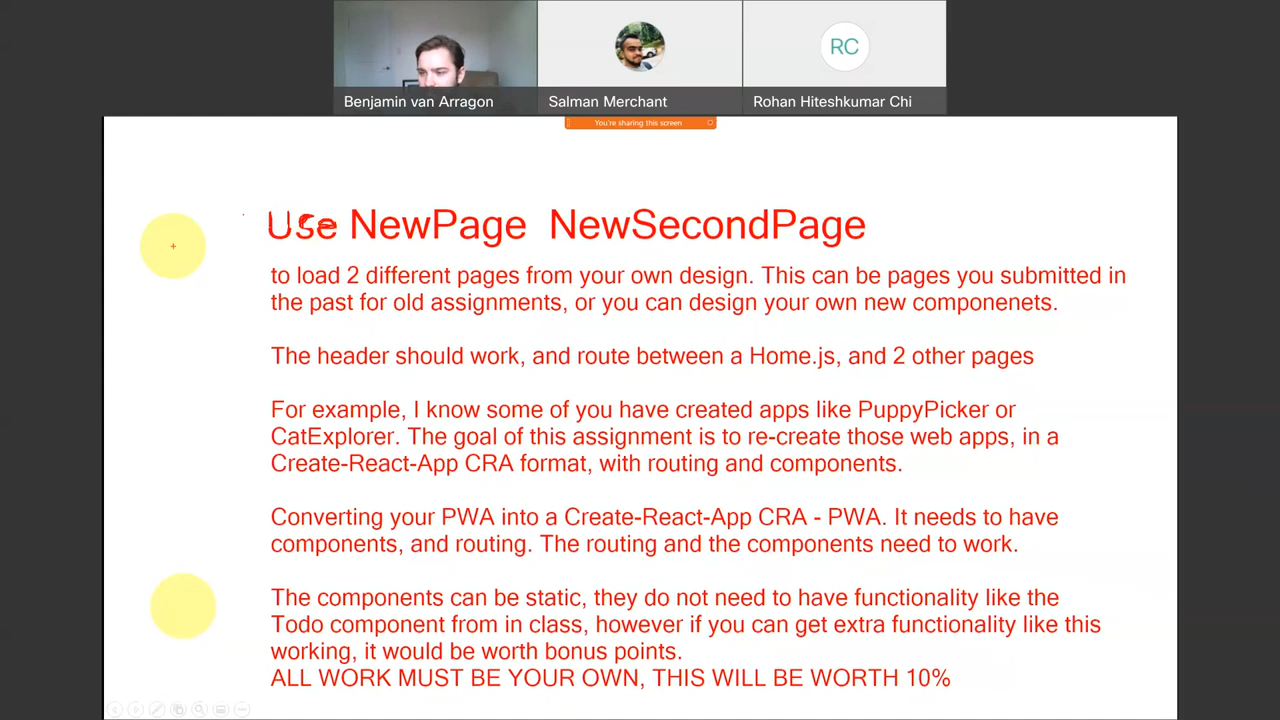 Benjamin van Arragon
Salman Merchant
RC
Rohan Hiteshkumar Chi
You're sharing this screen
Use NewPage NewSecondPage
to load 2 different pages from your own design. This can be pages you submitted in
the past for old assignments, or you can design your own new componenets.
The header should work, and route between a Home.js, and 2 other pages
For example, I know some of you have created apps like PuppyPicker or
CatExplorer. The goal of this assignment is to re-create those web apps, in a
Create-React-App CRA format, with routing and components.
Converting your PWA into a Create-React-App CRA - PWA. It needs to have
components, and routing. The routing and the components need to work.
The components can be static, they do not need to have functionality like the
Todo component from in class, however if you can get extra functionality like this
working, it would be worth bonus points.
ALL WORK MUST BE YOUR OWN, THIS WILL BE WORTH 10%